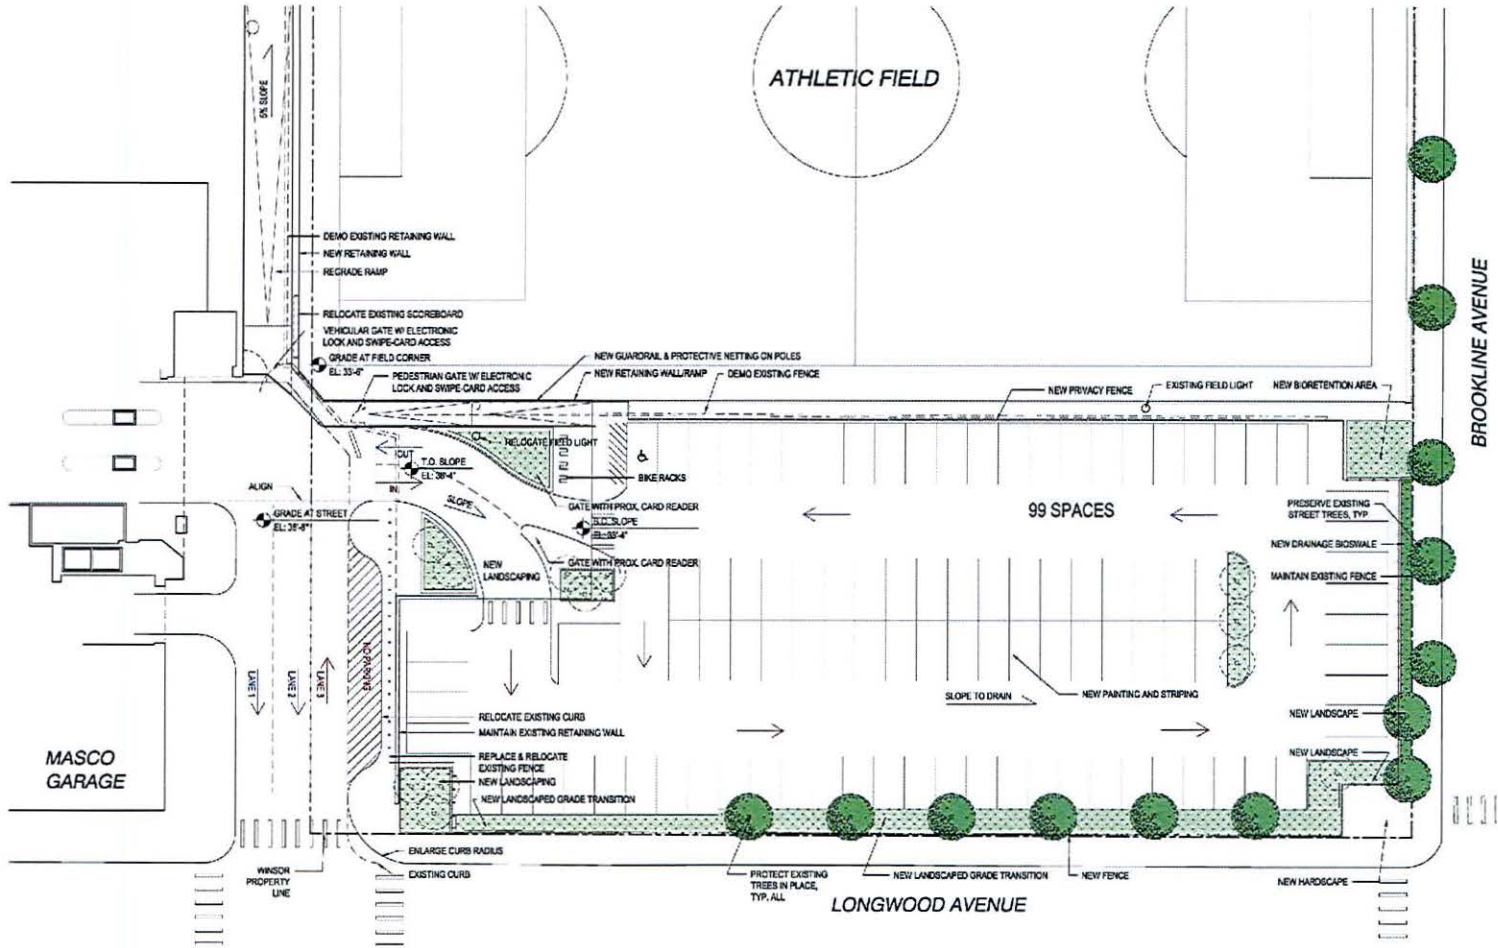 ATHLETIC FIELD
5% SLOPE
BROOKLINE AVENUE
DEMO EXISTING RETAINING WALL
NEW RETAINING WALL
REGRADE RAMP
RELOCATE EXISTING SCOREBOARD
VEHICULAR GATE W/ ELECTRONIC
LOCK AND SWIPE-CARD ACCESS
GRADE AT FIELD CORNER
EL: 33'-6"
PEDESTRIAN GATE W/ ELECTRONIC
LOCK AND SWIPE-CARD ACCESS
NEW GUARDRAIL & PROTECTIVE NETTING ON POLES
NEW RETAINING WALL/RAMP
DEMO EXISTING FENCE
NEW PRIVACY FENCE
EXISTING FIELD LIGHT
NEW BIORETENTION AREA
RELOCATE FIELD LIGHT
OUT
T.O. SLOPE
EL: 36'-4"
IN
BIKE RACKS
ALIGN
SLOPE
GATE WITH PROX. CARD READER
GRADE AT STREET
B.O. SLOPE
99 SPACES
PRESERVE EXISTING
STREET TREES, TYP
NEW DRAINAGE BIOSWALE
MAINTAIN EXISTING FENCE
NEW
LANDSCAPING
GATE WITH PROX. CARD READER
LANE 1
LANE 2
LANE 3
NO PARKING
SLOPE TO DRAIN
NEW PAINTING AND STRIPING
NEW LANDSCAPE
NEW LANDSCAPE
RELOCATE EXISTING CURB
MAINTAIN EXISTING RETAINING WALL
REPLACE & RELOCATE
EXISTING FENCE
NEW LANDSCAPING
NEW LANDSCAPED GRADE TRANSITION
MASCO
GARAGE
WINSOR
PROPERTY
LINE
ENLARGE CURB RADIUS
EXISTING CURB
PROTECT EXISTING
TREES IN PLACE,
TYP. ALL
NEW LANDSCAPED GRADE TRANSITION
NEW FENCE
NEW HARDSCAPE
LONGWOOD AVENUE